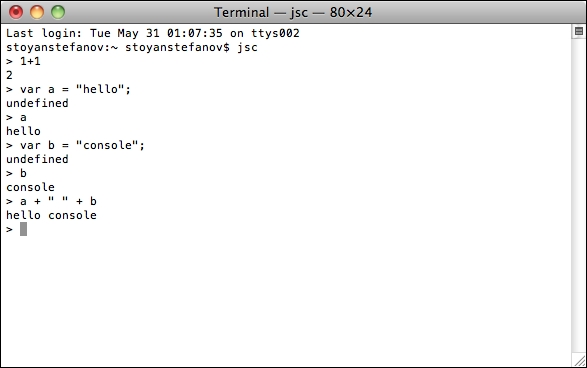 Terminal — jsc — 80×24
Last login: Tue May 31 01:07:35 on ttys002
stoyanstefanov:~ stoyanstefanov$ jsc
> 1+1
2
> var a = "hello";
undefined
> a
hello
> var b = "console";
undefined
> b
console
> a + " " + b
hello console
>